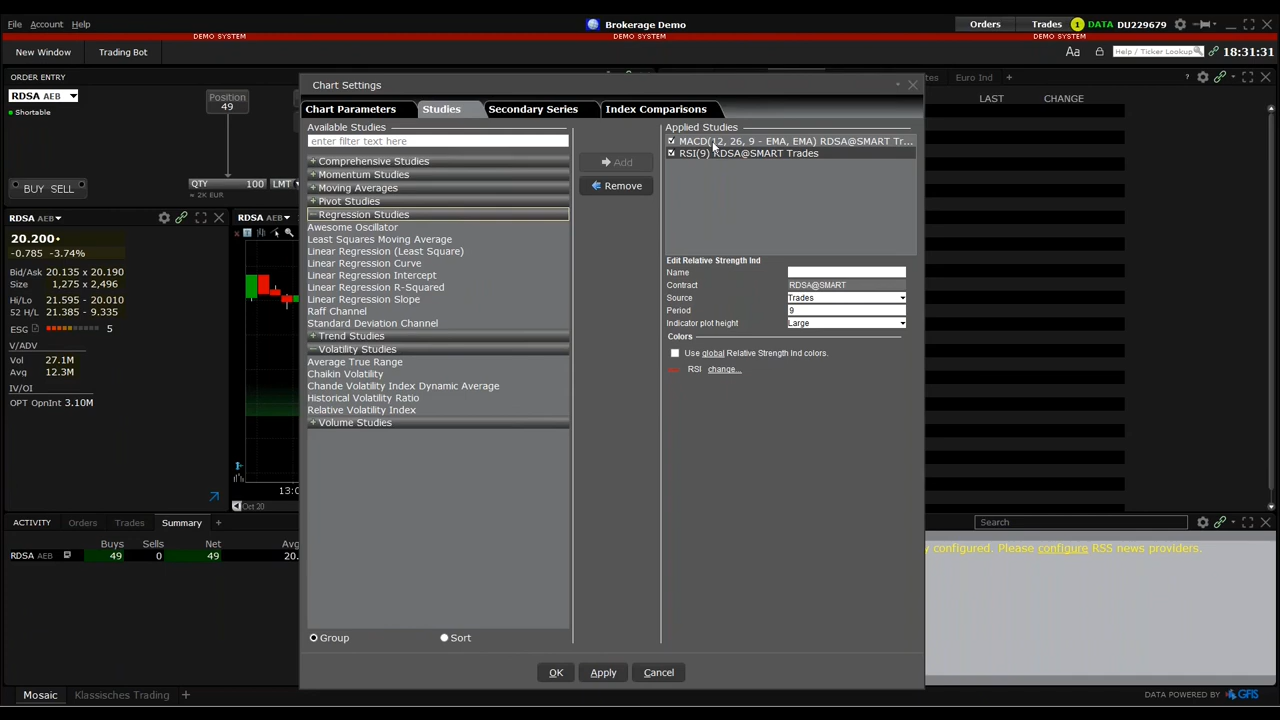 File Account Help
Brokerage Demo
Orders Trades 1 DATA DU229679
DEMO SYSTEM DEMO SYSTEM DEMO SYSTEM
New Window Trading Bot
Aa Help / Ticker Lookup 18:31:31
ORDER ENTRY
Chart Settings
Euro Ind +
RDSA AEB
Position
49
Shortable
LAST CHANGE
Chart Parameters Studies Secondary Series Index Comparisons
Available Studies
enter filter text here
Comprehensive Studies
Momentum Studies
Moving Averages
Pivot Studies
Regression Studies
Awesome Oscillator
Least Squares Moving Average
Linear Regression (Least Square)
Linear Regression Curve
Linear Regression Intercept
Linear Regression R-Squared
Linear Regression Slope
Raff Channel
Standard Deviation Channel
Trend Studies
Volatility Studies
Average True Range
Chaikin Volatility
Chande Volatility Index Dynamic Average
Historical Volatility Ratio
Relative Volatility Index
Volume Studies
Group Sort
Add
Remove
Applied Studies
MACD(12, 26, 9 - EMA, EMA) RDSA@SMART Tr...
RSI(9) RDSA@SMART Trades
Edit Relative Strength Ind
Name
Contract RDSA@SMART
Source Trades
Period 9
Indicator plot height Large
Colors
Use global Relative Strength Ind colors.
RSI change...
OK Apply Cancel
BUY SELL QTY 100 LMT
≈ 2K EUR
RDSA AEB
20.200
-0.785 -3.74%
Bid/Ask 20.135 x 20.190
Size 1,275 x 2,496
Hi/Lo 21.595 - 20.010
52 H/L 21.385 - 9.335
ESG 5
V/ADV
Vol 27.1M
Avg 12.3M
IV/OI
OPT OpnInt 3.10M
RDSA AEB
13:0
Oct 20
ACTIVITY Orders Trades Summary +
Buys Sells Net Avg
RDSA AEB 49 0 49 20.
Search
y configured. Please configure RSS news providers.
Mosaic Klassisches Trading +
DATA POWERED BY GFIS